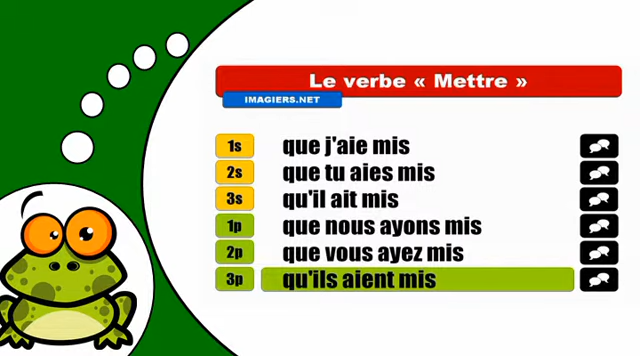 Le verbe « Mettre »
IMAGIERS.NET
1s que j'aie mis
2s que tu aies mis
3s qu'il ait mis
1p que nous ayons mis
2p que vous ayez mis
3p qu'ils aient mis